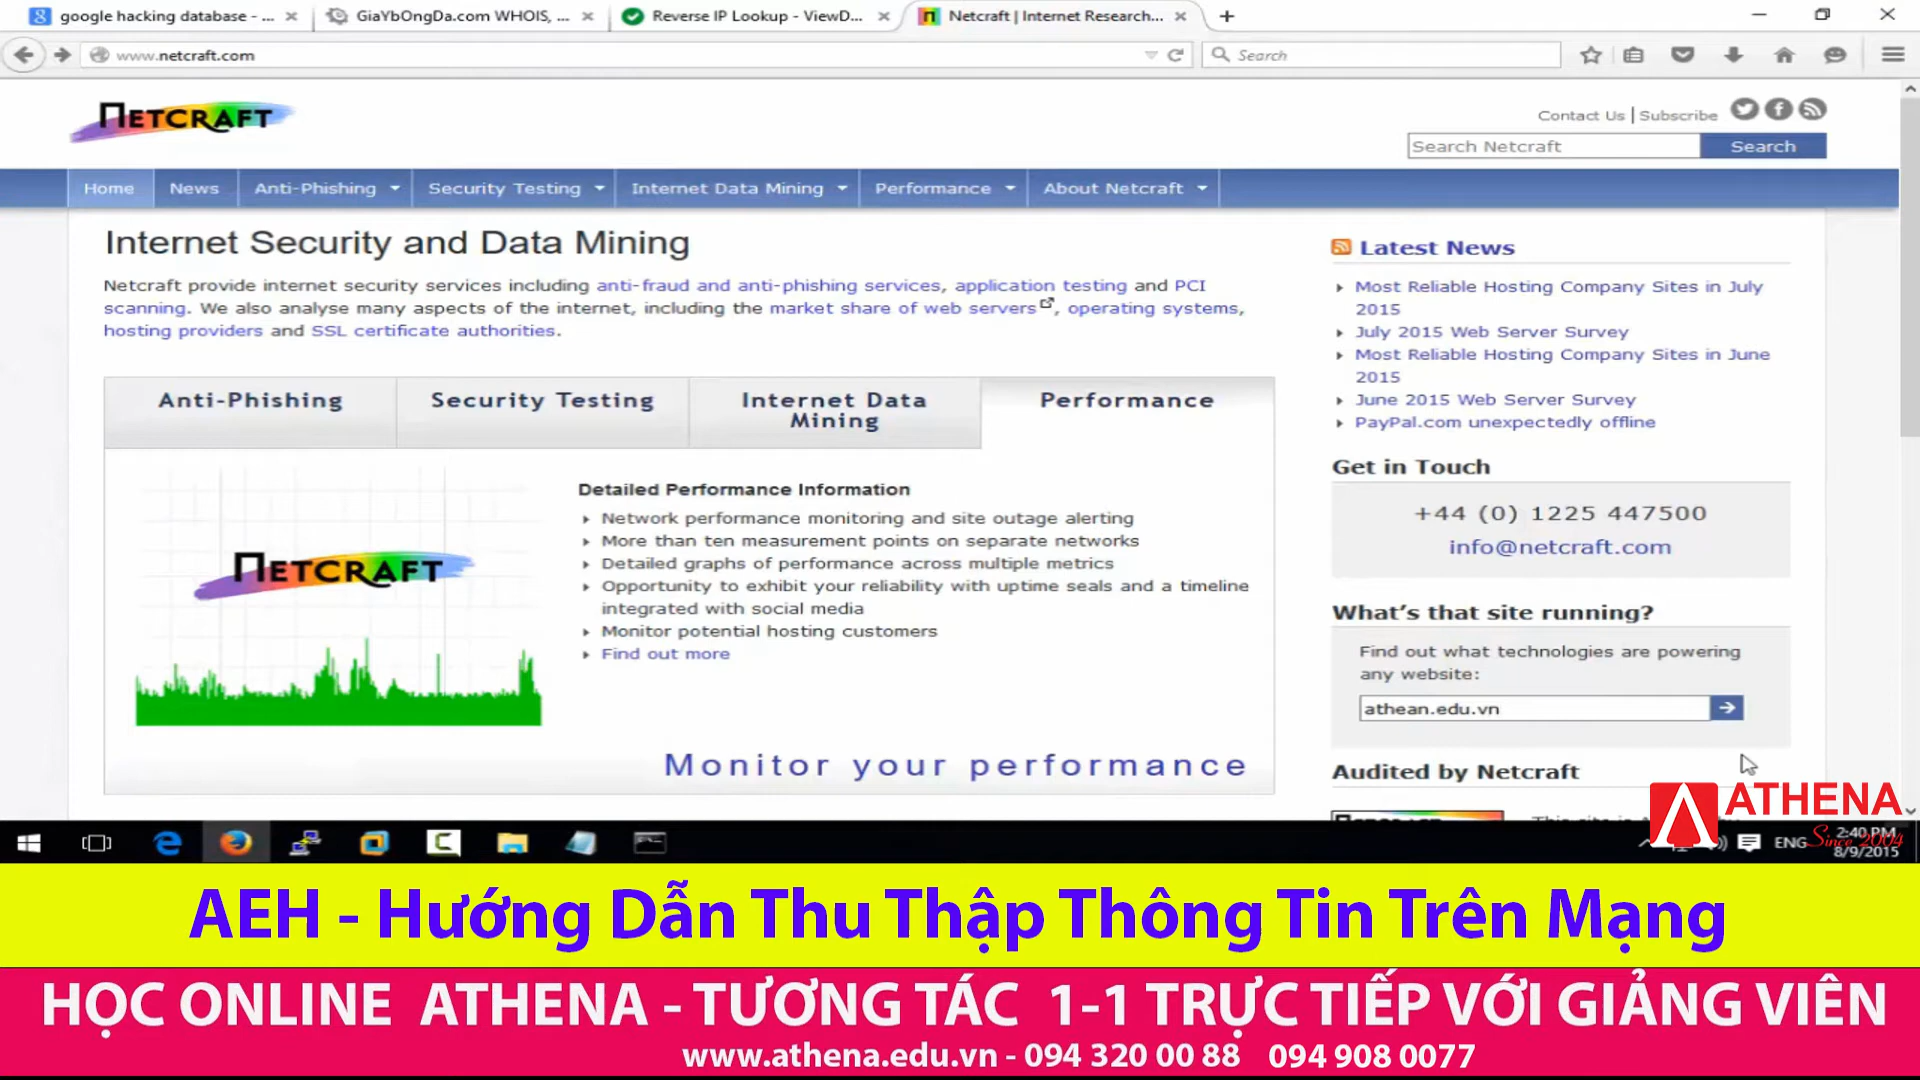 google hacking database - ...
GiaYbOngDa.com WHOIS, ...
Reverse IP Lookup - ViewD...
Netcraft | Internet Research...
www.netcraft.com
Search
NETCRAFT
Contact Us | Subscribe
Search Netcraft
Search
Home
News
Anti-Phishing
Security Testing
Internet Data Mining
Performance
About Netcraft
Internet Security and Data Mining
Netcraft provide internet security services including anti-fraud and anti-phishing services, application testing and PCI
scanning. We also analyse many aspects of the internet, including the market share of web servers, operating systems,
hosting providers and SSL certificate authorities.
Anti-Phishing
Security Testing
Internet Data
Mining
Performance
NETCRAFT
Detailed Performance Information
Network performance monitoring and site outage alerting
More than ten measurement points on separate networks
Detailed graphs of performance across multiple metrics
Opportunity to exhibit your reliability with uptime seals and a timeline
integrated with social media
Monitor potential hosting customers
Find out more
Monitor your performance
Latest News
Most Reliable Hosting Company Sites in July
2015
July 2015 Web Server Survey
Most Reliable Hosting Company Sites in June
2015
June 2015 Web Server Survey
PayPal.com unexpectedly offline
Get in Touch
+44 (0) 1225 447500
info@netcraft.com
What's that site running?
Find out what technologies are powering
any website:
athean.edu.vn
Audited by Netcraft
ATHENA
Since 2004
ENG
2:40 PM
8/9/2015
AEH - Hướng Dẫn Thu Thập Thông Tin Trên Mạng
HỌC ONLINE ATHENA - TƯƠNG TÁC 1-1 TRỰC TIẾP VỚI GIẢNG VIÊN
www.athena.edu.vn - 094 320 00 88 094 908 0077